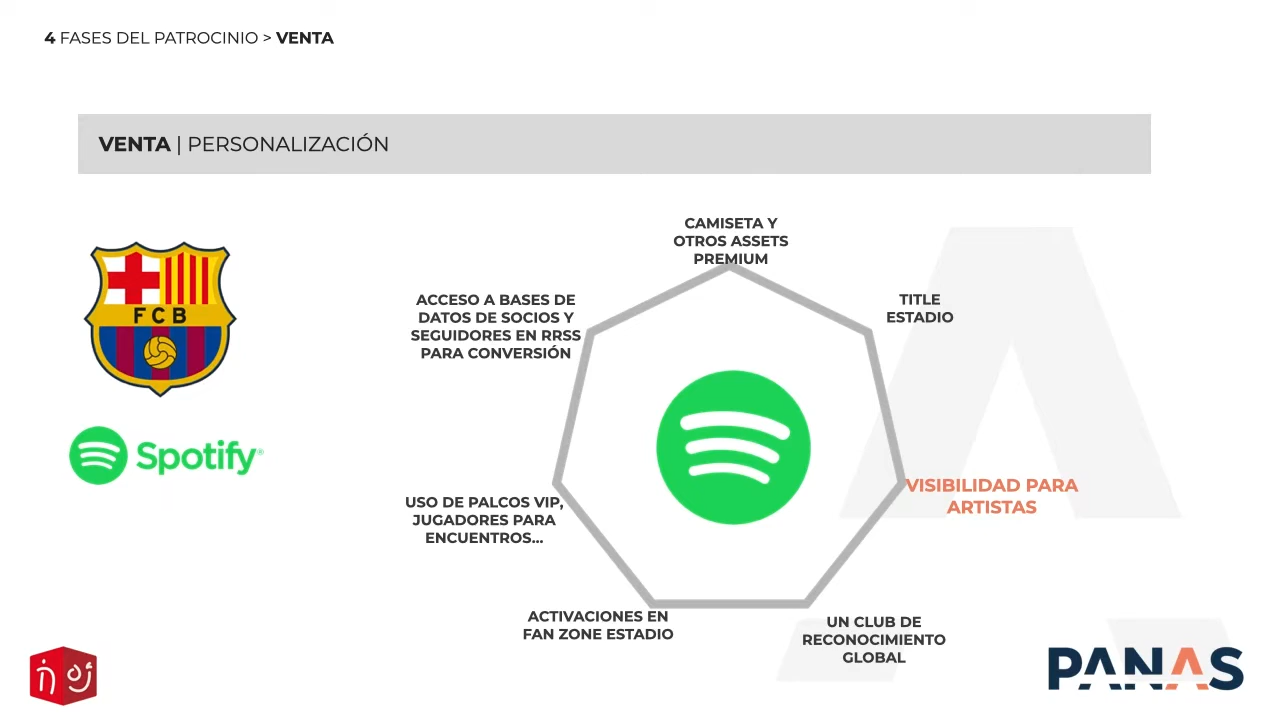 4 FASES DEL PATROCINIO > VENTA
VENTA | PERSONALIZACIÓN
FCB
Spotify®
CAMISETA Y
OTROS ASSETS
PREMIUM
TITLE
ESTADIO
VISIBILIDAD PARA
ARTISTAS
UN CLUB DE
RECONOCIMIENTO
GLOBAL
ACTIVACIONES EN
FAN ZONE ESTADIO
USO DE PALCOS VIP,
JUGADORES PARA
ENCUENTROS...
ACCESO A BASES DE
DATOS DE SOCIOS Y
SEGUIDORES EN RRSS
PARA CONVERSIÓN
PANAS